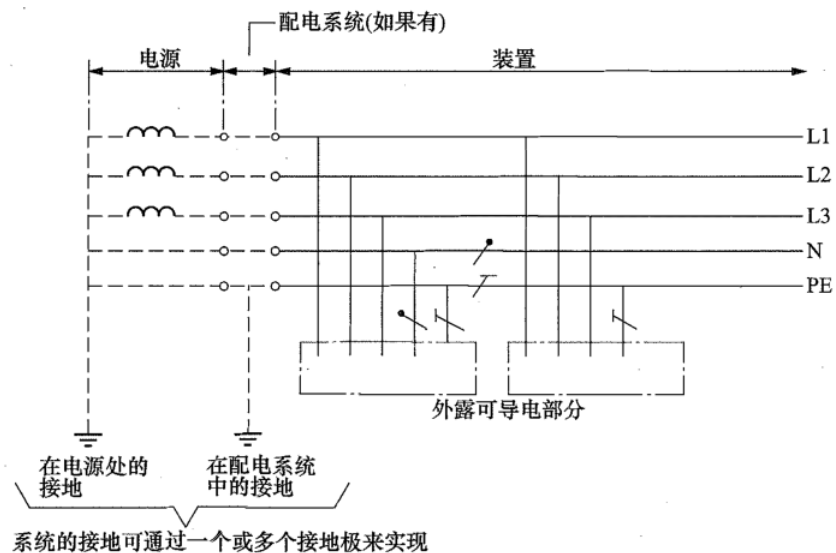 配电系统(如果有)
电源
装置
L1
L2
L3
N
PE
外露可导电部分
在电源处的
接地
在配电系统
中的接地
系统的接地可通过一个或多个接地极来实现